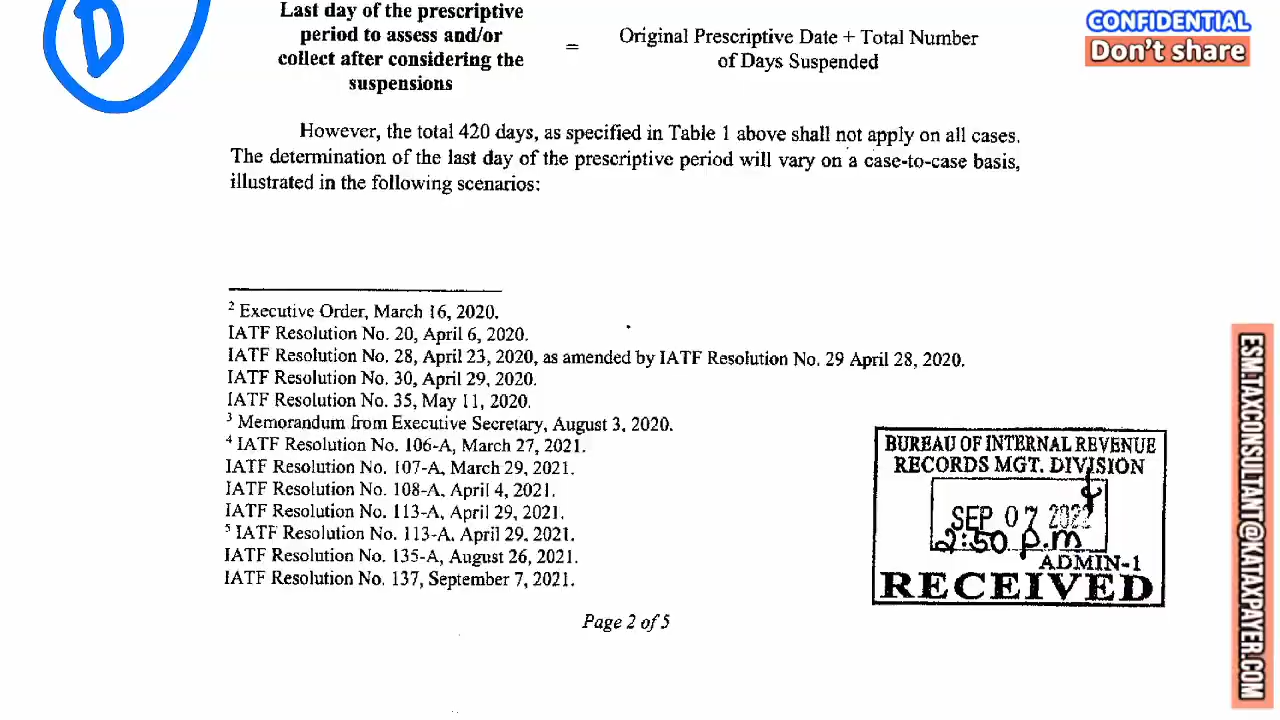 D
CONFIDENTIAL
Don't share
Last day of the prescriptive
period to assess and/or
collect after considering the
suspensions
=
Original Prescriptive Date + Total Number
of Days Suspended
However, the total 420 days, as specified in Table 1 above shall not apply on all cases.
The determination of the last day of the prescriptive period will vary on a case-to-case basis,
illustrated in the following scenarios:
2 Executive Order, March 16, 2020.
IATF Resolution No. 20, April 6, 2020.
IATF Resolution No. 28, April 23, 2020, as amended by IATF Resolution No. 29 April 28, 2020.
IATF Resolution No. 30, April 29, 2020.
IATF Resolution No. 35, May 11, 2020.
3 Memorandum from Executive Secretary, August 3, 2020.
4 IATF Resolution No. 106-A, March 27, 2021.
IATF Resolution No. 107-A, March 29, 2021.
IATF Resolution No. 108-A, April 4, 2021.
IATF Resolution No. 113-A, April 29, 2021.
5 IATF Resolution No. 113-A, April 29, 2021.
IATF Resolution No. 135-A, August 26, 2021.
IATF Resolution No. 137, September 7, 2021.
BUREAU OF INTERNAL REVENUE
RECORDS MGT. DIVISION
SEP 07
2:50 p.m
ADMIN-1
RECEIVED
Page 2 of 5
ESM.TAXCONSULTANT@KATAXPAYER.COM